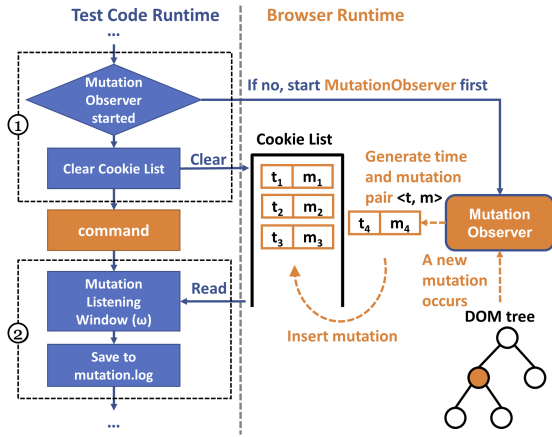 Test Code Runtime
Browser Runtime
...
Mutation
Observer
started
If no, start MutationObserver first
①
Clear Cookie List
Clear
Cookie List
t1 m1
t2 m2
t3 m3
Generate time
and mutation
pair <t, m>
t4 m4
Mutation
Observer
command
A new
mutation
occurs
Mutation
Listening
Window (ω)
Read
Insert mutation
DOM tree
②
Save to
mutation.log
...